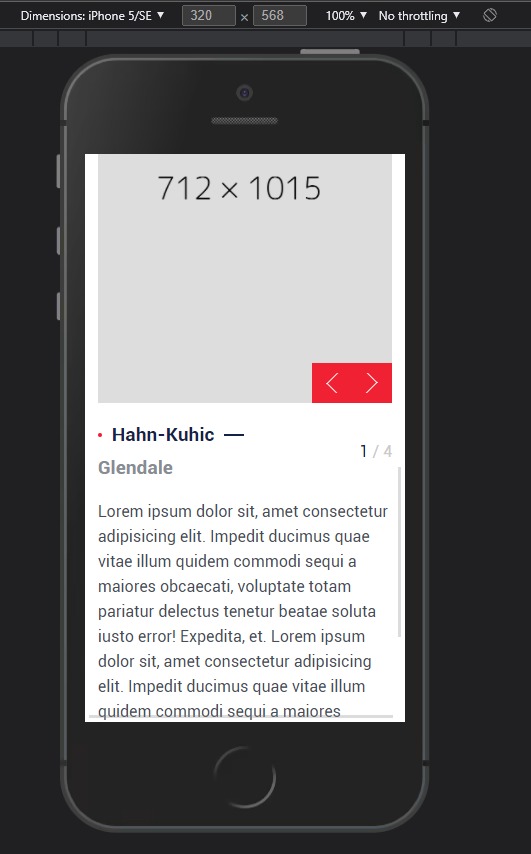 Dimensions: iPhone 5/SE ▼ 320 × 568 100% ▼ No throttling ▼
712 × 1015
Hahn-Kuhic —
Glendale
1 / 4
Lorem ipsum dolor sit, amet consectetur
adipisicing elit. Impedit ducimus quae
vitae illum quidem commodi sequi a
maiores obcaecati, voluptate totam
pariatur delectus tenetur beatae soluta
iusto error! Expedita, et. Lorem ipsum
dolor sit, amet consectetur adipisicing
elit. Impedit ducimus quae vitae illum
quidem commodi sequi a maiores